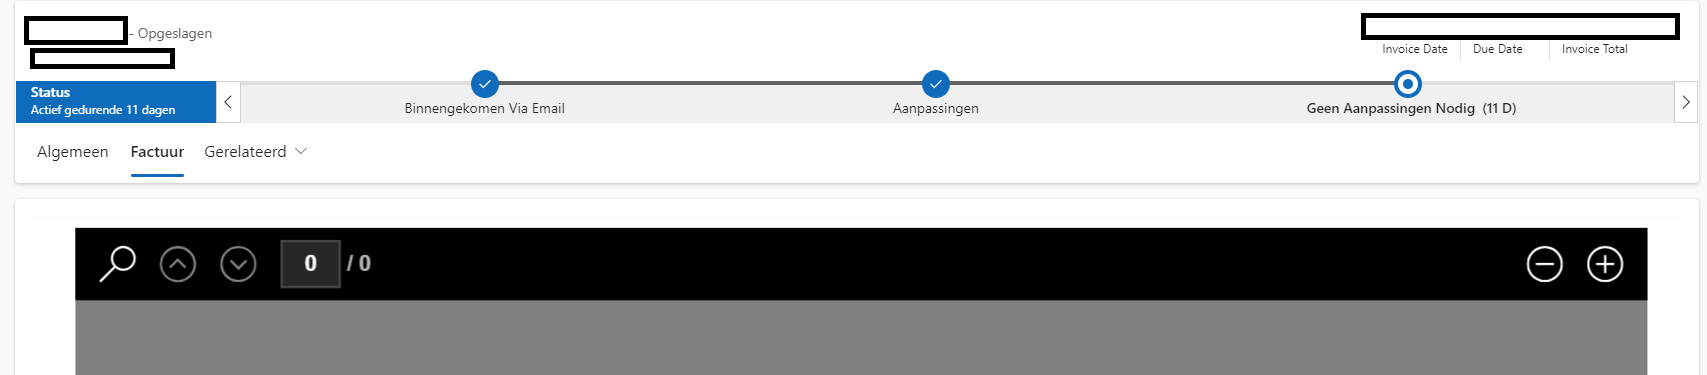 - Opgeslagen
Invoice Date Due Date Invoice Total
Status
Actief gedurende 11 dagen
Binnengekomen Via Email
Aanpassingen
Geen Aanpassingen Nodig (11 D)
Algemeen Factuur Gerelateerd
0 / 0